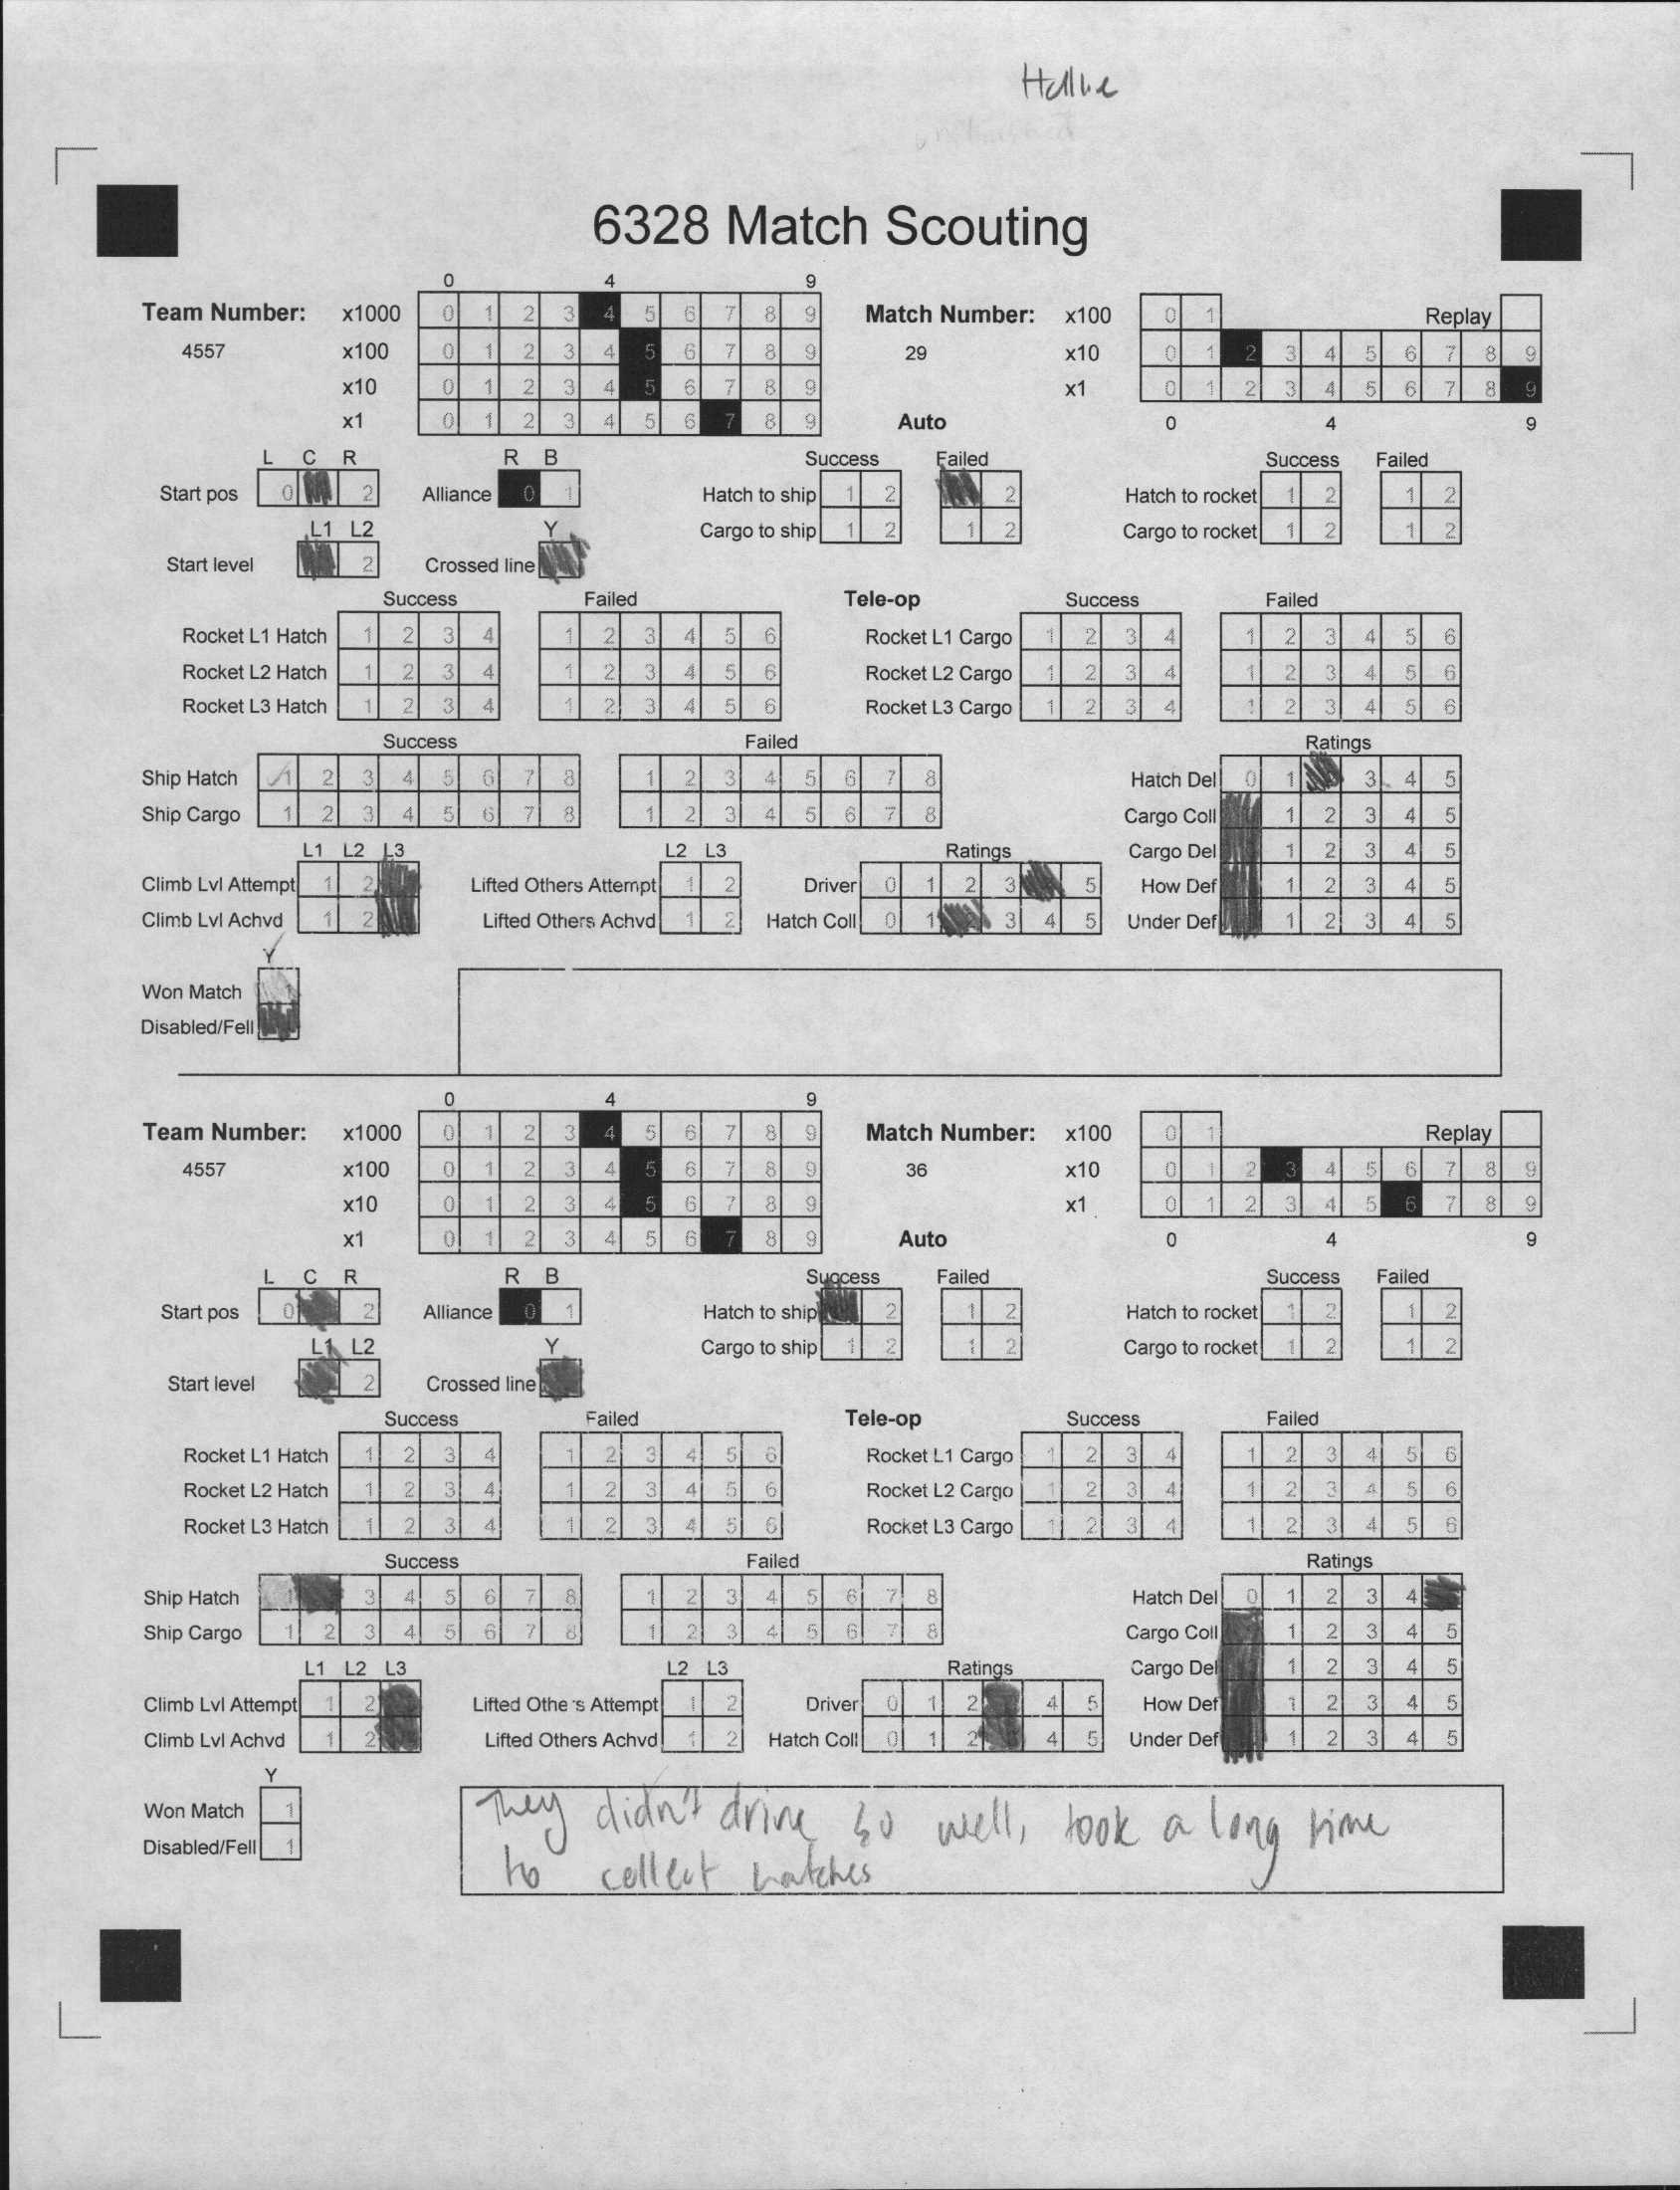 Hallie
6328 Match Scouting
0 4 9
Team Number: x1000 0 1 2 3 4 5 6 7 8 9 Match Number: x100 0 1 Replay
4557 x100 0 1 2 3 4 5 6 7 8 9 29 x10 0 1 2 3 4 5 6 7 8 9
x10 0 1 2 3 4 5 6 7 8 9 x1 0 1 2 3 4 5 6 7 8 9
x1 0 1 2 3 4 5 6 7 8 9 Auto 0 4 9
L C R R B Success Failed Success Failed
Start pos 0 2 Alliance 0 1 Hatch to ship 1 2 2 Hatch to rocket 1 2 1 2
L1 L2 Y Cargo to ship 1 2 1 2 Cargo to rocket 1 2 1 2
Start level 2 Crossed line
Success Failed Tele-op Success Failed
Rocket L1 Hatch 1 2 3 4 1 2 3 4 5 6 Rocket L1 Cargo 1 2 3 4 1 2 3 4 5 6
Rocket L2 Hatch 1 2 3 4 1 2 3 4 5 6 Rocket L2 Cargo 1 2 3 4 1 2 3 4 5 6
Rocket L3 Hatch 1 2 3 4 1 2 3 4 5 6 Rocket L3 Cargo 1 2 3 4 1 2 3 4 5 6
Success Failed Ratings
Ship Hatch 1 2 3 4 5 6 7 8 1 2 3 4 5 6 7 8 Hatch Del 0 1 3 4 5
Ship Cargo 1 2 3 4 5 6 7 8 1 2 3 4 5 6 7 8 Cargo Coll 1 2 3 4 5
L1 L2 L3 L2 L3 Ratings Cargo Del 1 2 3 4 5
Climb Lvl Attempt 1 2 Lifted Others Attempt 1 2 Driver 0 1 2 3 5 How Def 1 2 3 4 5
Climb Lvl Achvd 1 2 Lifted Others Achvd 1 2 Hatch Coll 0 1 2 3 4 5 Under Def 1 2 3 4 5
Y
Won Match 1
Disabled/Fell
0 4 9
Team Number: x1000 0 1 2 3 4 5 6 7 8 9 Match Number: x100 0 1 Replay
4557 x100 0 1 2 3 4 5 6 7 8 9 36 x10 0 1 2 3 4 5 6 7 8 9
x10 0 1 2 3 4 5 6 7 8 9 x1 0 1 2 3 4 5 6 7 8 9
x1 0 1 2 3 4 5 6 7 8 9 Auto 0 4 9
L C R R B Success Failed Success Failed
Start pos 0 2 Alliance 0 1 Hatch to ship 2 1 2 Hatch to rocket 1 2 1 2
L1 L2 Y Cargo to ship 1 2 1 2 Cargo to rocket 1 2 1 2
Start level 2 Crossed line
Success Failed Tele-op Success Failed
Rocket L1 Hatch 1 2 3 4 1 2 3 4 5 6 Rocket L1 Cargo 1 2 3 4 1 2 3 4 5 6
Rocket L2 Hatch 1 2 3 4 1 2 3 4 5 6 Rocket L2 Cargo 1 2 3 4 1 2 3 4 5 6
Rocket L3 Hatch 1 2 3 4 1 2 3 4 5 6 Rocket L3 Cargo 1 2 3 4 1 2 3 4 5 6
Success Failed Ratings
Ship Hatch 1 3 4 5 6 7 8 1 2 3 4 5 6 7 8 Hatch Del 0 1 2 3 4
Ship Cargo 1 2 3 4 5 6 7 8 1 2 3 4 5 6 7 8 Cargo Coll 1 2 3 4 5
L1 L2 L3 L2 L3 Ratings Cargo Del 1 2 3 4 5
Climb Lvl Attempt 1 2 Lifted Others Attempt 1 2 Driver 0 1 2 4 5 How Def 1 2 3 4 5
Climb Lvl Achvd 1 2 Lifted Others Achvd 1 2 Hatch Coll 0 1 2 4 5 Under Def 1 2 3 4 5
Y
Won Match 1
Disabled/Fell 1
They didn't drive so well, took a long time
to collect hatches